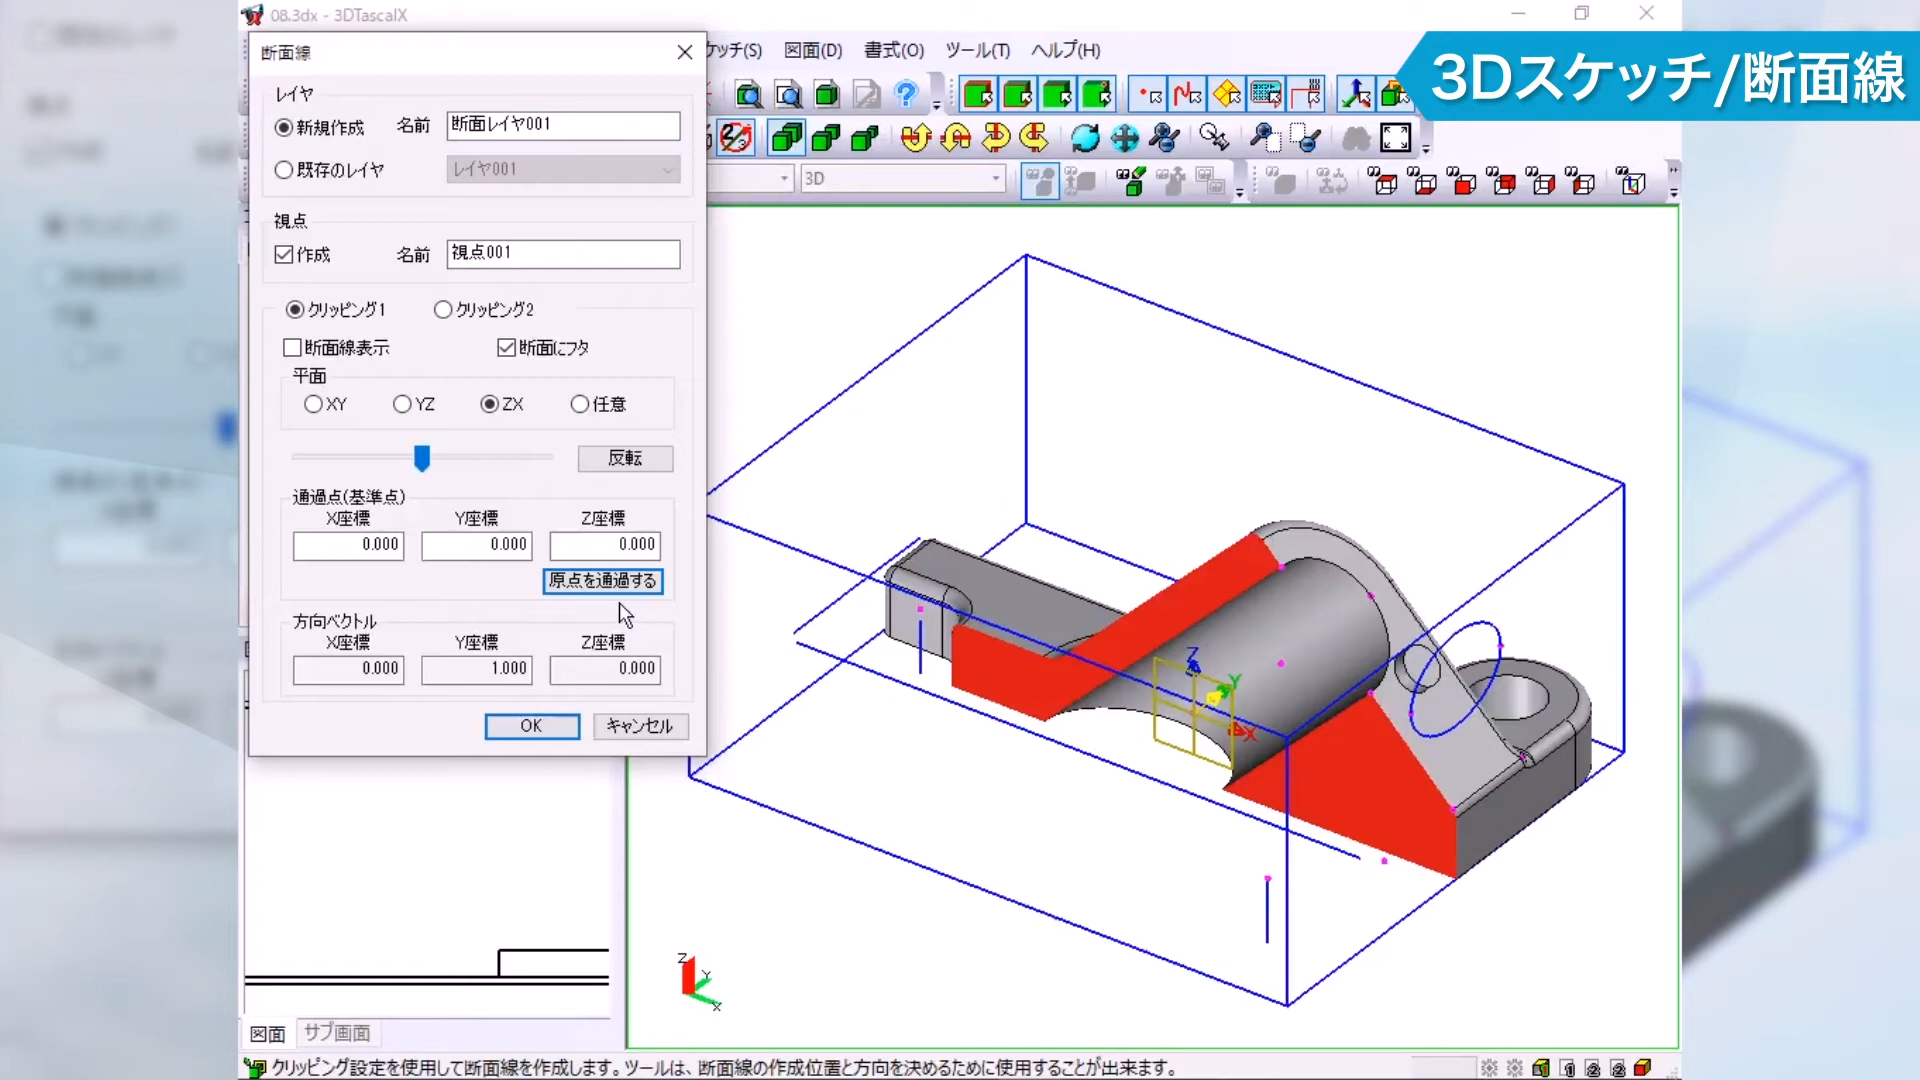 08.3dx - 3DTascalX
3Dスケッチ/断面線
ケッチ(S) 図面(D) 書式(O) ツール(T) ヘルプ(H)
3D
断面線
レイヤ
新規作成 名前 断面レイヤ001
既存のレイヤ レイヤ001
視点
作成 名前 視点001
クリッピング1 クリッピング2
断面線表示 断面にフタ
平面
XY YZ ZX 任意
反転
通過点(基準点)
X座標 Y座標 Z座標
0.000 0.000 0.000
原点を通過する
方向ベクトル
X座標 Y座標 Z座標
0.000 1.000 0.000
OK キャンセル
Z
Y
X
Z
Y
X
図面 サブ画面
クリッピング設定を使用して断面線を作成します。ツールは、断面線の作成位置と方向を決めるために使用することが出来ます。